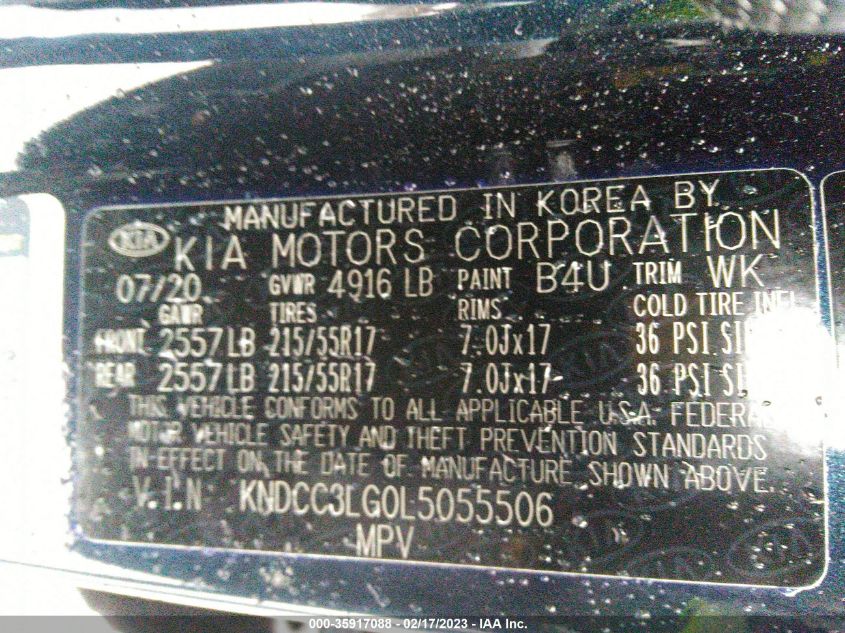 MANUFACTURED IN KOREA BY
KIA KIA MOTORS CORPORATION
07/20 GVWR 4916 LB PAINT B4U TRIM WK
GAWR TIRES RIMS COLD TIRE INFL
FRONT 2557 LB 215/55R17 7.0Jx17 36 PSI
REAR 2557 LB 215/55R17 7.0Jx17 36 PSI
THIS VEHICLE CONFORMS TO ALL APPLICABLE U.S.A. FEDERAL
MOTOR VEHICLE SAFETY AND THEFT PREVENTION STANDARDS
IN EFFECT ON THE DATE OF MANUFACTURE SHOWN ABOVE.
V.I.N KNDCC3LG0L5055506
MPV
000-35917088 - 02/17/2023 - IAA Inc.